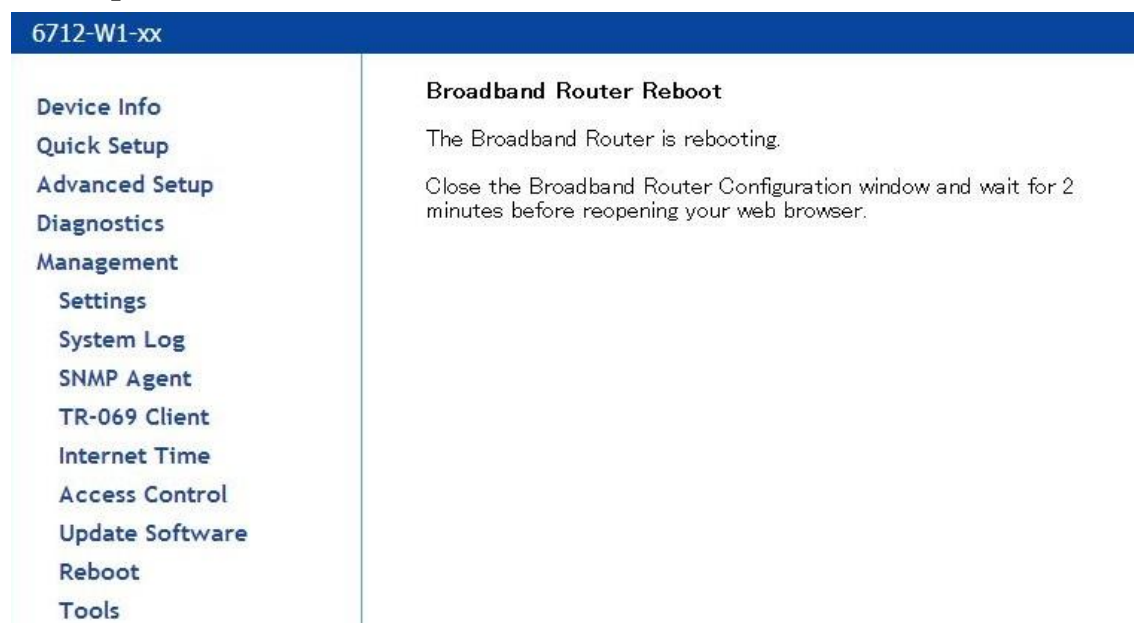 6712-W1-xx
Device Info
Quick Setup
Advanced Setup
Diagnostics
Management
Settings
System Log
SNMP Agent
TR-069 Client
Internet Time
Access Control
Update Software
Reboot
Tools
Broadband Router Reboot
The Broadband Router is rebooting.
Close the Broadband Router Configuration window and wait for 2
minutes before reopening your web browser.